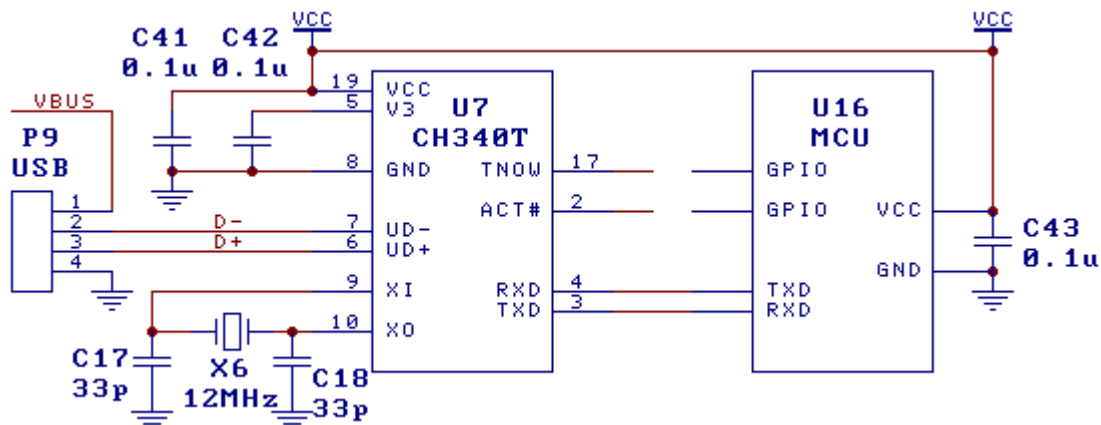 VCC VCC
C41 C42
0.1u 0.1u
VBUS
P9
USB
1
2
3
4
D-
D+
19 VCC
5 V3
8 GND
7 UD-
6 UD+
9 XI
10 XO
U7
CH340T
TNOW 17
ACT# 2
RXD 4
TXD 3
U16
MCU
GPIO
GPIO
TXD
RXD
VCC
GND
C43
0.1u
C17
33p
X6
12MHz
C18
33p